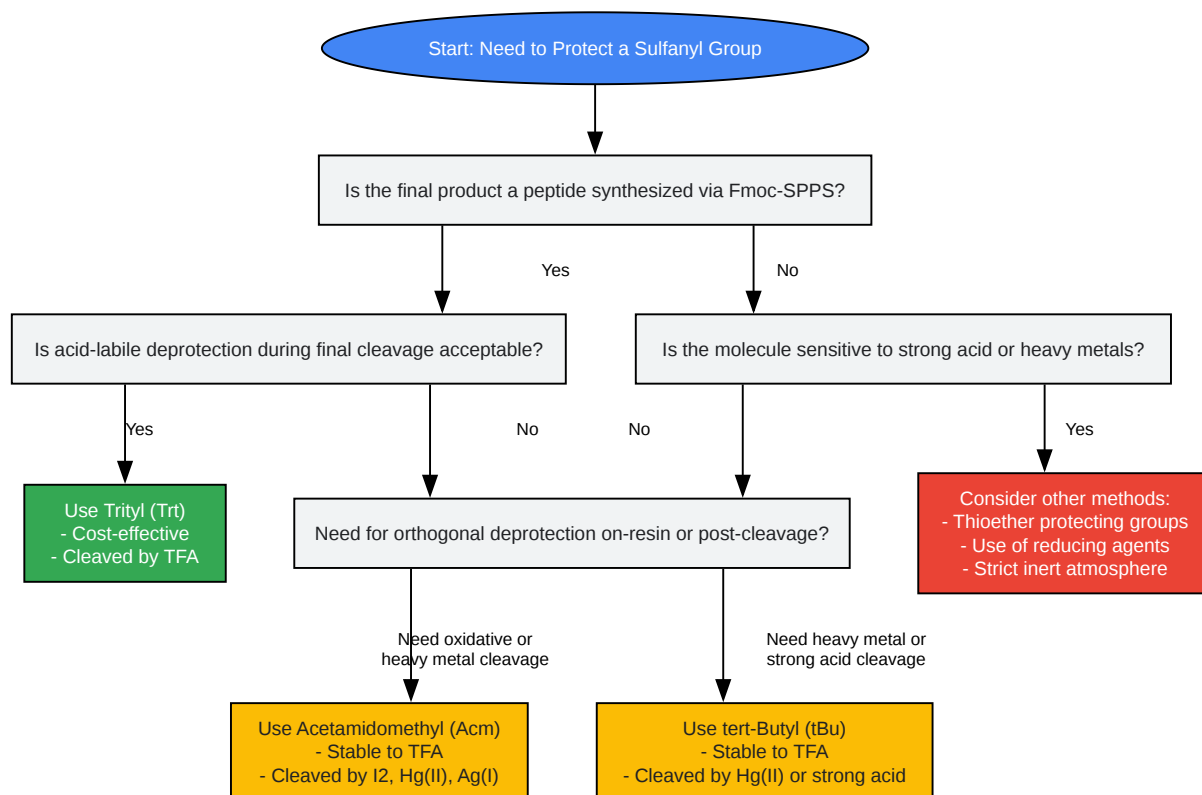 Start: Need to Protect a Sulfanyl Group
Is the final product a peptide synthesized via Fmoc-SPPS?
Yes
No
Is acid-labile deprotection during final cleavage acceptable?
Is the molecule sensitive to strong acid or heavy metals?
Yes
No
No
Yes
Use Trityl (Trt)
- Cost-effective
- Cleaved by TFA
Need for orthogonal deprotection on-resin or post-cleavage?
Consider other methods:
- Thioether protecting groups
- Use of reducing agents
- Strict inert atmosphere
Need oxidative or
heavy metal cleavage
Need heavy metal or
strong acid cleavage
Use Acetamidomethyl (Acm)
- Stable to TFA
- Cleaved by I2, Hg(II), Ag(I)
Use tert-Butyl (tBu)
- Stable to TFA
- Cleaved by Hg(II) or strong acid